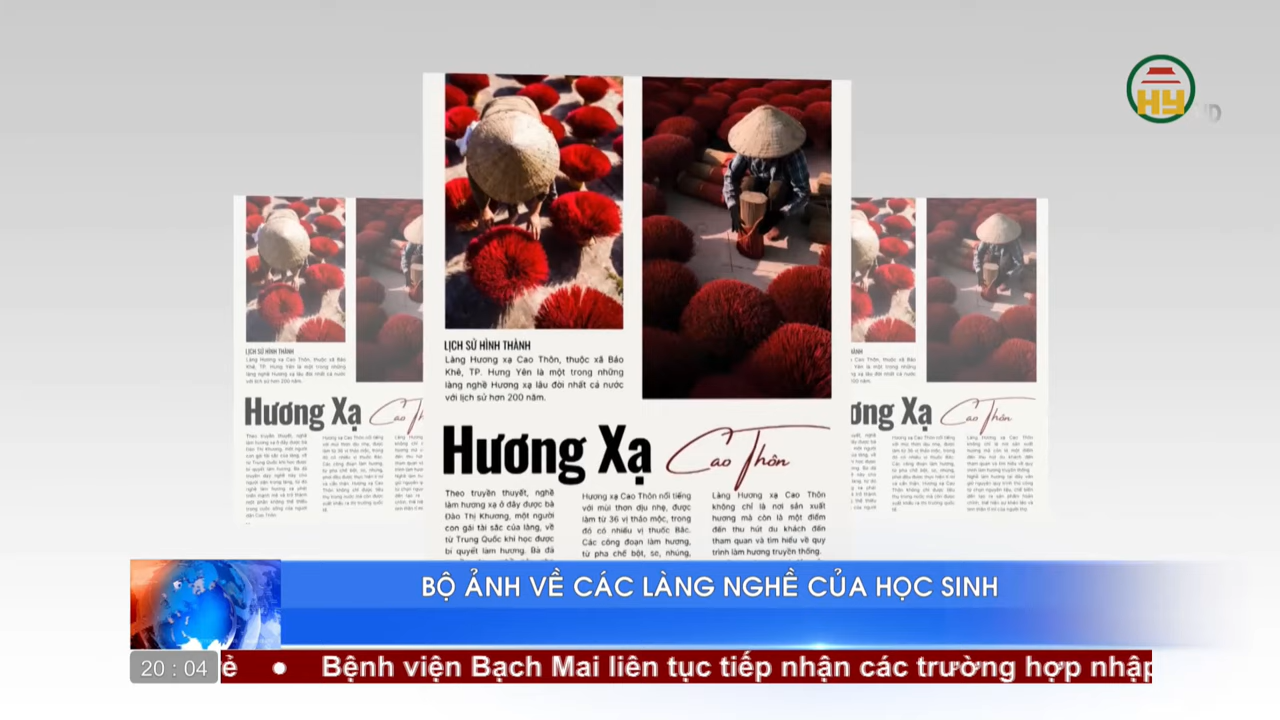 HY
HD
LỊCH SỬ HÌNH THÀNH
Làng Hương xạ Cao Thôn, thuộc xã Bảo
Khê, TP. Hưng Yên là một trong những
làng nghề Hương xạ lâu đời nhất cả nước
với lịch sử hơn 200 năm.
Hương Xạ Cao Thôn
Theo truyền thuyết, nghề
làm hương xạ ở đây được bà
Đào Thị Khương, một người
con gái tài sắc của làng, về
từ Trung Quốc khi học được
bí quyết làm hương. Bà đã
Hương xạ Cao Thôn nổi tiếng
với mùi thơm dịu nhẹ, được
làm từ 36 vị thảo mộc, trong
đó có nhiều vị thuốc Bắc.
Các công đoạn làm hương,
từ pha chế bột, se, nhúng,
Làng Hương xạ Cao Thôn
không chỉ là nơi sản xuất
hương mà còn là một điểm
đến thu hút du khách đến
tham quan và tìm hiểu về quy
trình làm hương truyền thống.
BỘ ẢNH VỀ CÁC LÀNG NGHỀ CỦA HỌC SINH
20 : 04
● Bệnh viện Bạch Mai liên tục tiếp nhận các trường hợp nhập